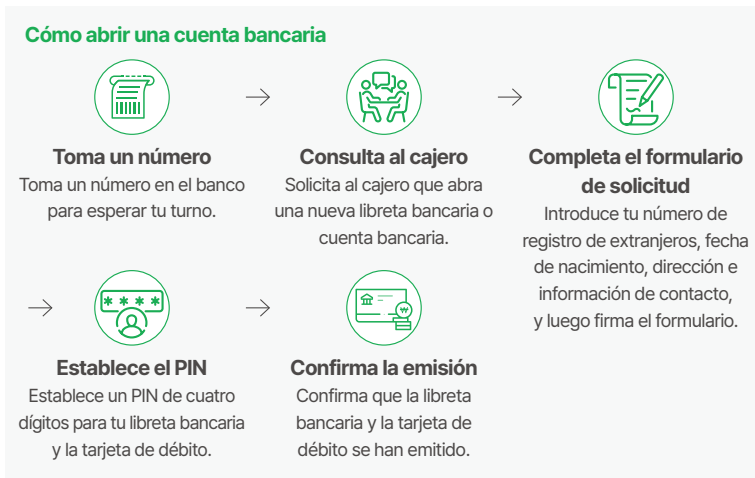 Cómo abrir una cuenta bancaria
Toma un número
Toma un número en el banco
para esperar tu turno.
Consulta al cajero
Solicita al cajero que abra
una nueva libreta bancaria o
cuenta bancaria.
Completa el formulario
de solicitud
Introduce tu número de
registro de extranjeros, fecha
de nacimiento, dirección e
información de contacto,
y luego firma el formulario.
* * * *
Establece el PIN
Establece un PIN de cuatro
dígitos para tu libreta bancaria
y la tarjeta de débito.
₩
Confirma la emisión
Confirma que la libreta
bancaria y la tarjeta de
débito se han emitido.